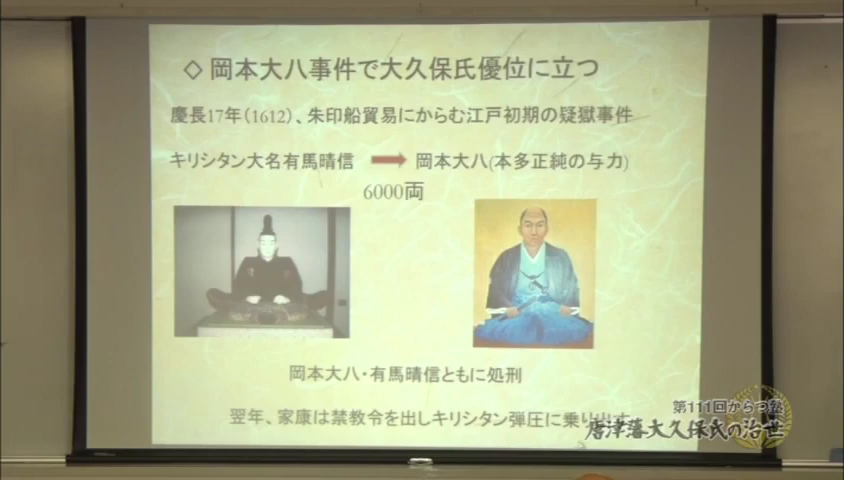 ◇ 岡本大八事件で大久保氏優位に立つ
慶長17年(1612)、朱印船貿易にからむ江戸初期の疑獄事件
キリシタン大名有馬晴信 → 岡本大八(本多正純の与力)
6000両
岡本大八・有馬晴信ともに処刑
翌年、家康は禁教令を出しキリシタン弾圧に乗り出す
第111回からつ塾
唐津藩大久保氏の治世